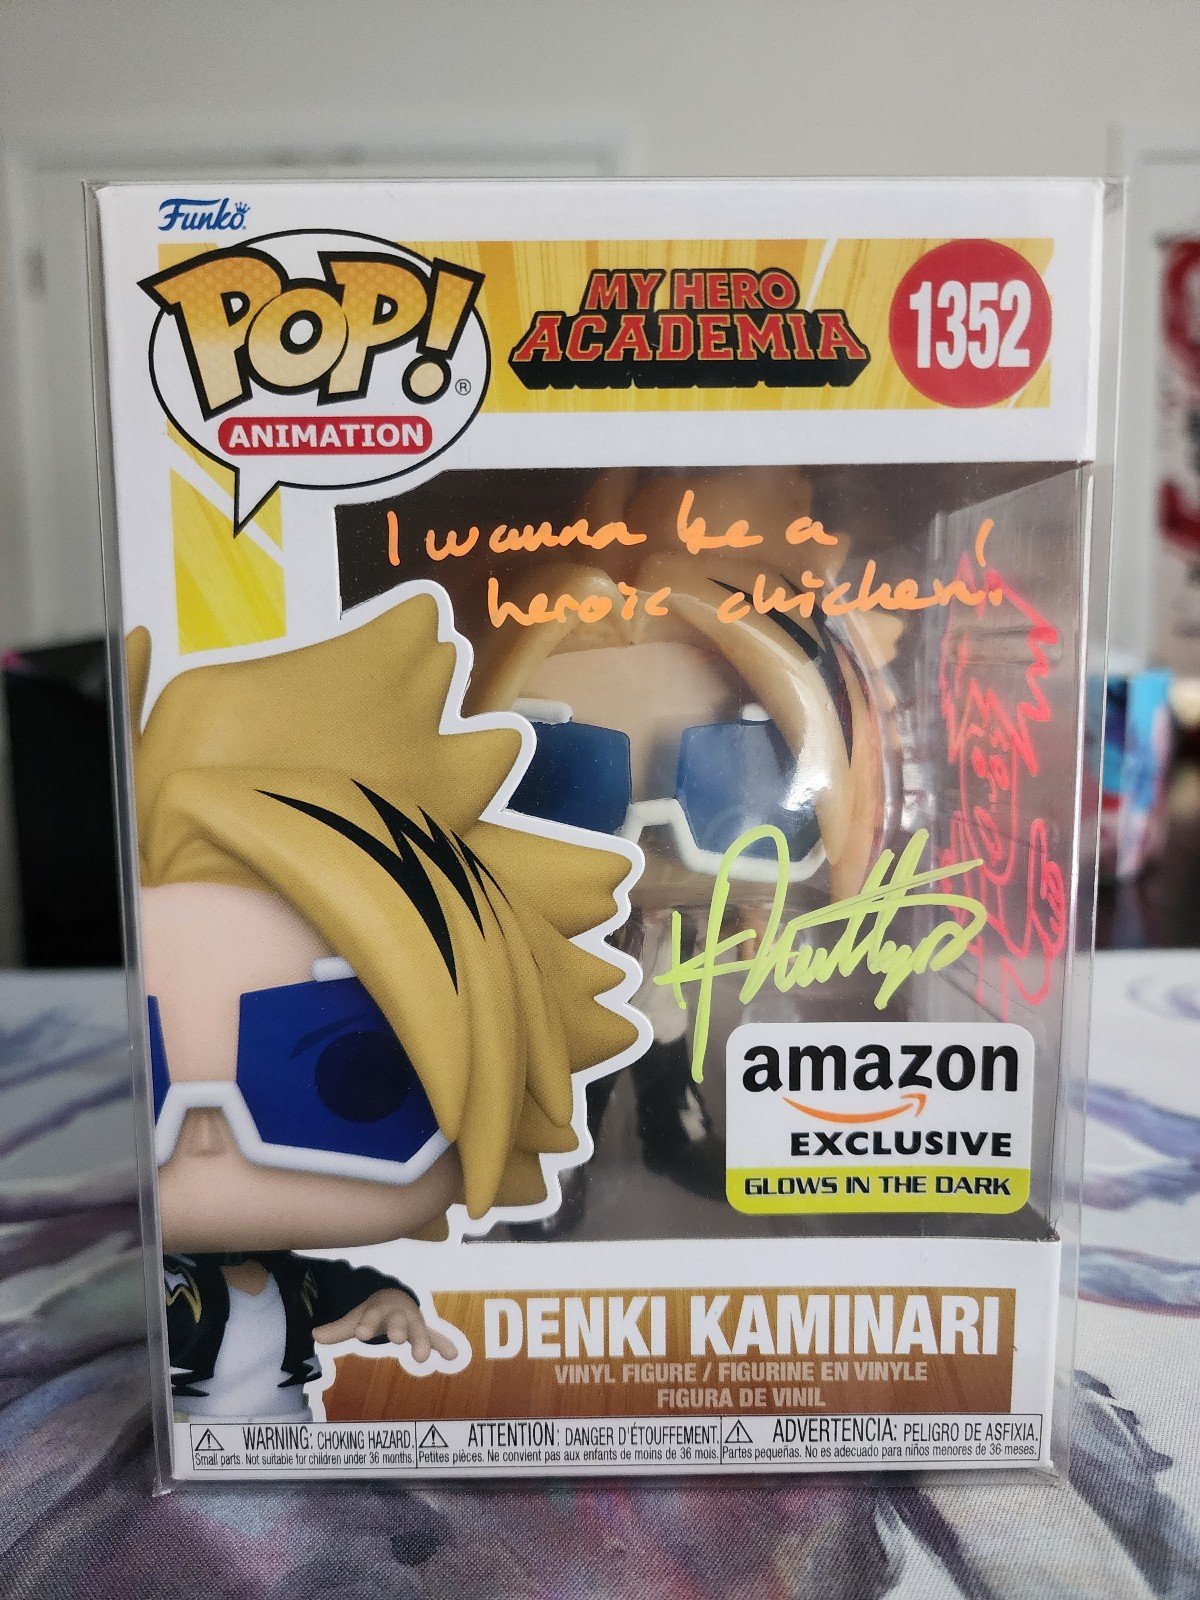 Funko
POP!
®
ANIMATION
MY HERO
ACADEMIA
1352
I wanna be a
heroic chicken!
amazon
EXCLUSIVE
GLOWS IN THE DARK
DENKI KAMINARI
VINYL FIGURE / FIGURINE EN VINYLE
FIGURA DE VINIL
WARNING: CHOKING HAZARD.
Small parts. Not suitable for children under 36 months.
ATTENTION: DANGER D'ÉTOUFFEMENT.
Petites pièces. Ne convient pas aux enfants de moins de 36 mois.
ADVERTENCIA: PELIGRO DE ASFIXIA.
Partes pequeñas. No es adecuado para niños menores de 36 meses.